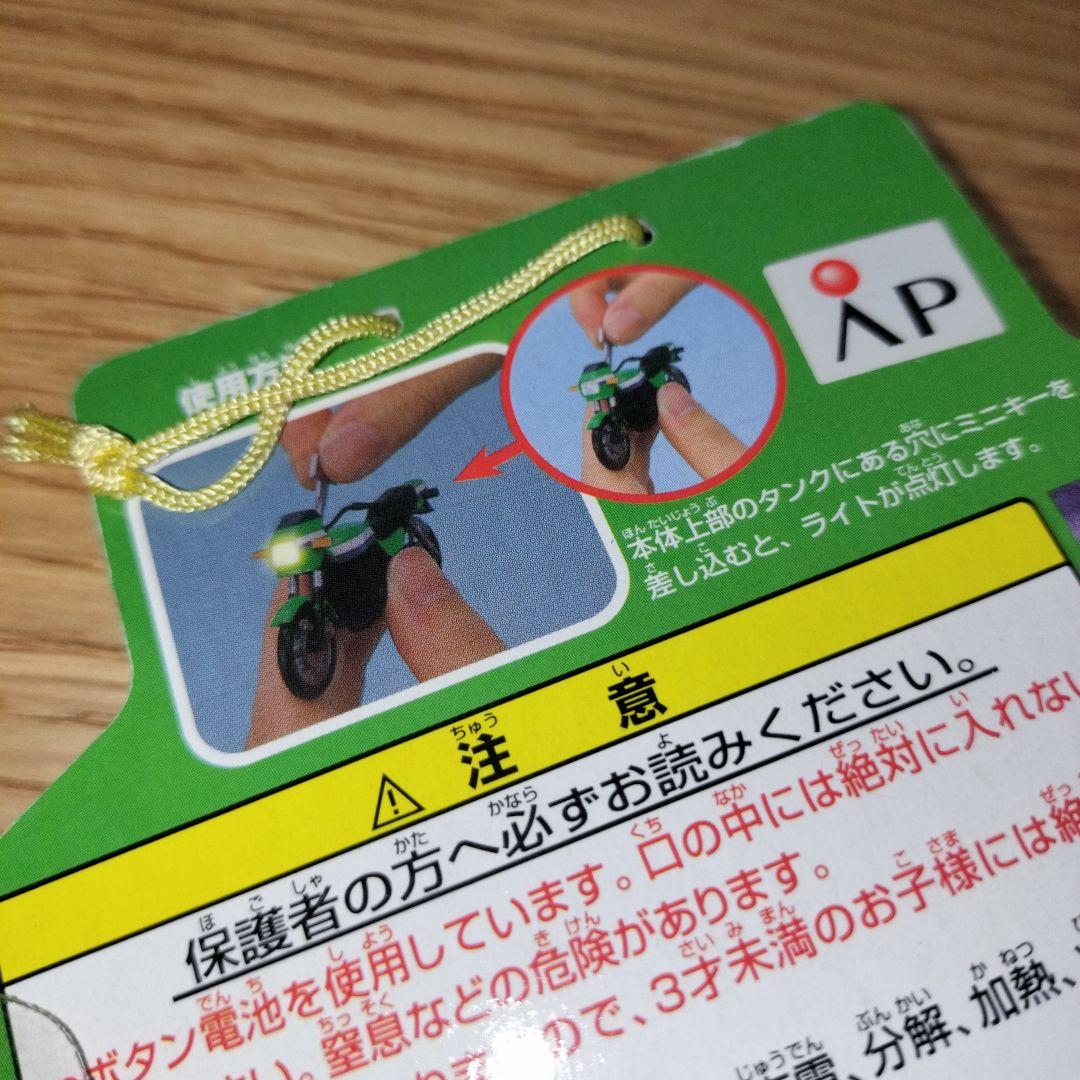 使用方
AP
本体上部のタンクにある穴にミニキーを
差し込むと、ライトが点灯します。
注意
保護者の方へ必ずお読みください。
ボタン電池を使用しています。口の中には絶対に入れない
窒息などの危険があります。
ので、3才未満のお子様には絶
分解、加熱、